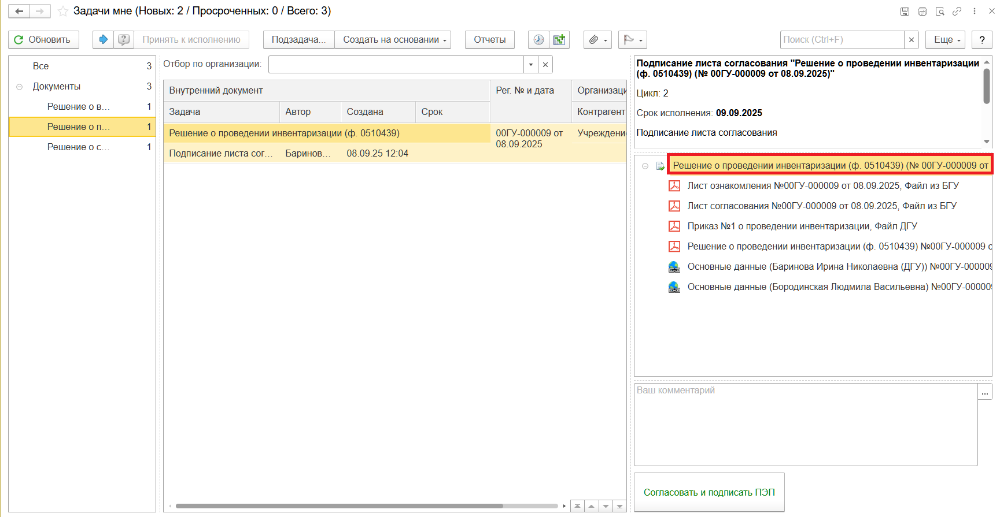 Задачи мне (Новых: 2 / Просроченных: 0 / Всего: 3)
Обновить
Принять к исполнению
Подзадача...
Создать на основании
Отчеты
Поиск (Ctrl+F)
×
Еще
?
Все 3
Документы 3
Решение о в... 1
Решение о п... 1
Решение о с... 1
Отбор по организации:
Внутренний документ
Рег. № и дата
Организаци
Задача
Автор
Создана
Срок
Контрагент
Решение о проведении инвентаризации (ф. 0510439)
00ГУ-000009 от
08.09.2025
Учреждени
Подписание листа сог...
Баринов...
08.09.25 12:04
Подписание листа согласования "Решение о проведении инвентаризации
(ф. 0510439) (№ 00ГУ-000009 от 08.09.2025)"
Цикл: 2
Срок исполнения: 09.09.2025
Подписание листа согласования
Решение о проведении инвентаризации (ф. 0510439) (№ 00ГУ-000009 от
Лист ознакомления №00ГУ-000009 от 08.09.2025, Файл из БГУ
Лист согласования №00ГУ-000009 от 08.09.2025, Файл из БГУ
Приказ №1 о проведении инвентаризации, Файл ДГУ
Решение о проведении инвентаризации (ф. 0510439) №00ГУ-000009 о
Основные данные (Баринова Ирина Николаевна (ДГУ)) №00ГУ-000009
Основные данные (Бородинская Людмила Васильевна) №00ГУ-000009
Ваш комментарий
...
Согласовать и подписать ПЭП